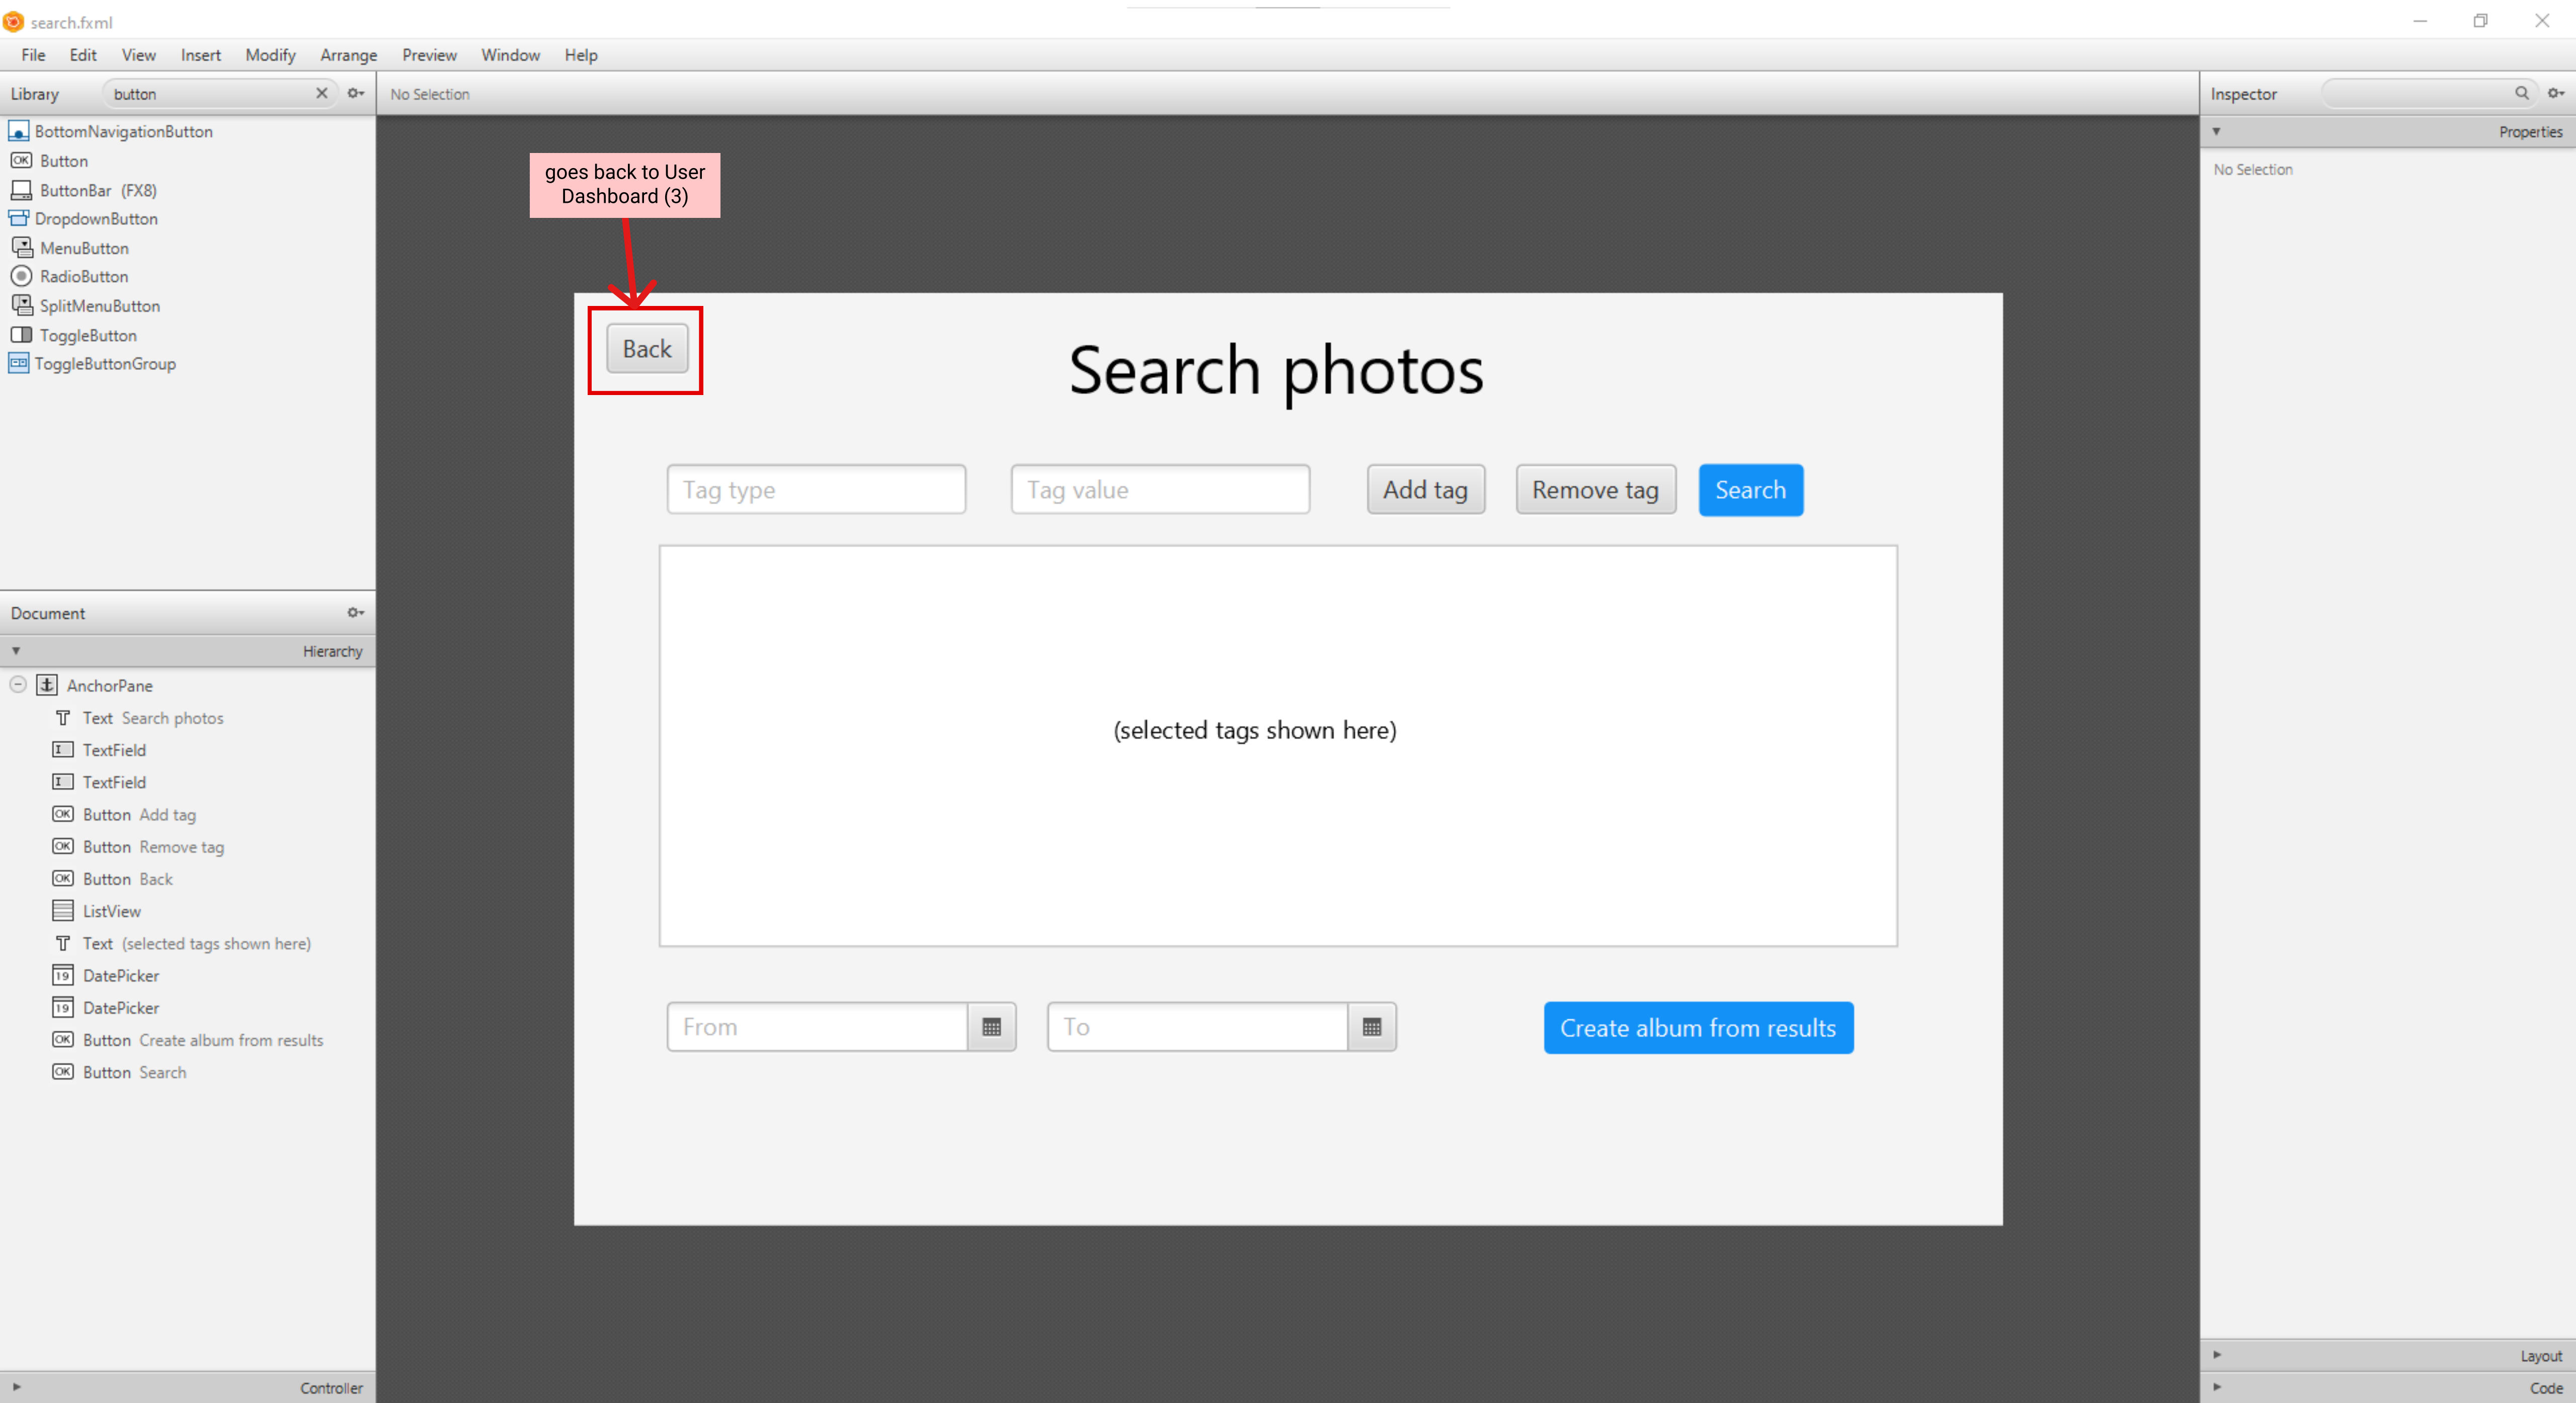 search.fxml
File Edit View Insert Modify Arrange Preview Window Help
Library button
No Selection
Inspector
BottomNavigationButton
Button
ButtonBar (FX8)
DropdownButton
MenuButton
RadioButton
SplitMenuButton
ToggleButton
ToggleButtonGroup
Document
Hierarchy
AnchorPane
Text Search photos
TextField
TextField
Button Add tag
Button Remove tag
Button Back
ListView
Text (selected tags shown here)
DatePicker
DatePicker
Button Create album from results
Button Search
Controller
goes back to User
Dashboard (3)
Back
Search photos
Tag type Tag value Add tag Remove tag Search
(selected tags shown here)
From To Create album from results
Properties
No Selection
Layout
Code